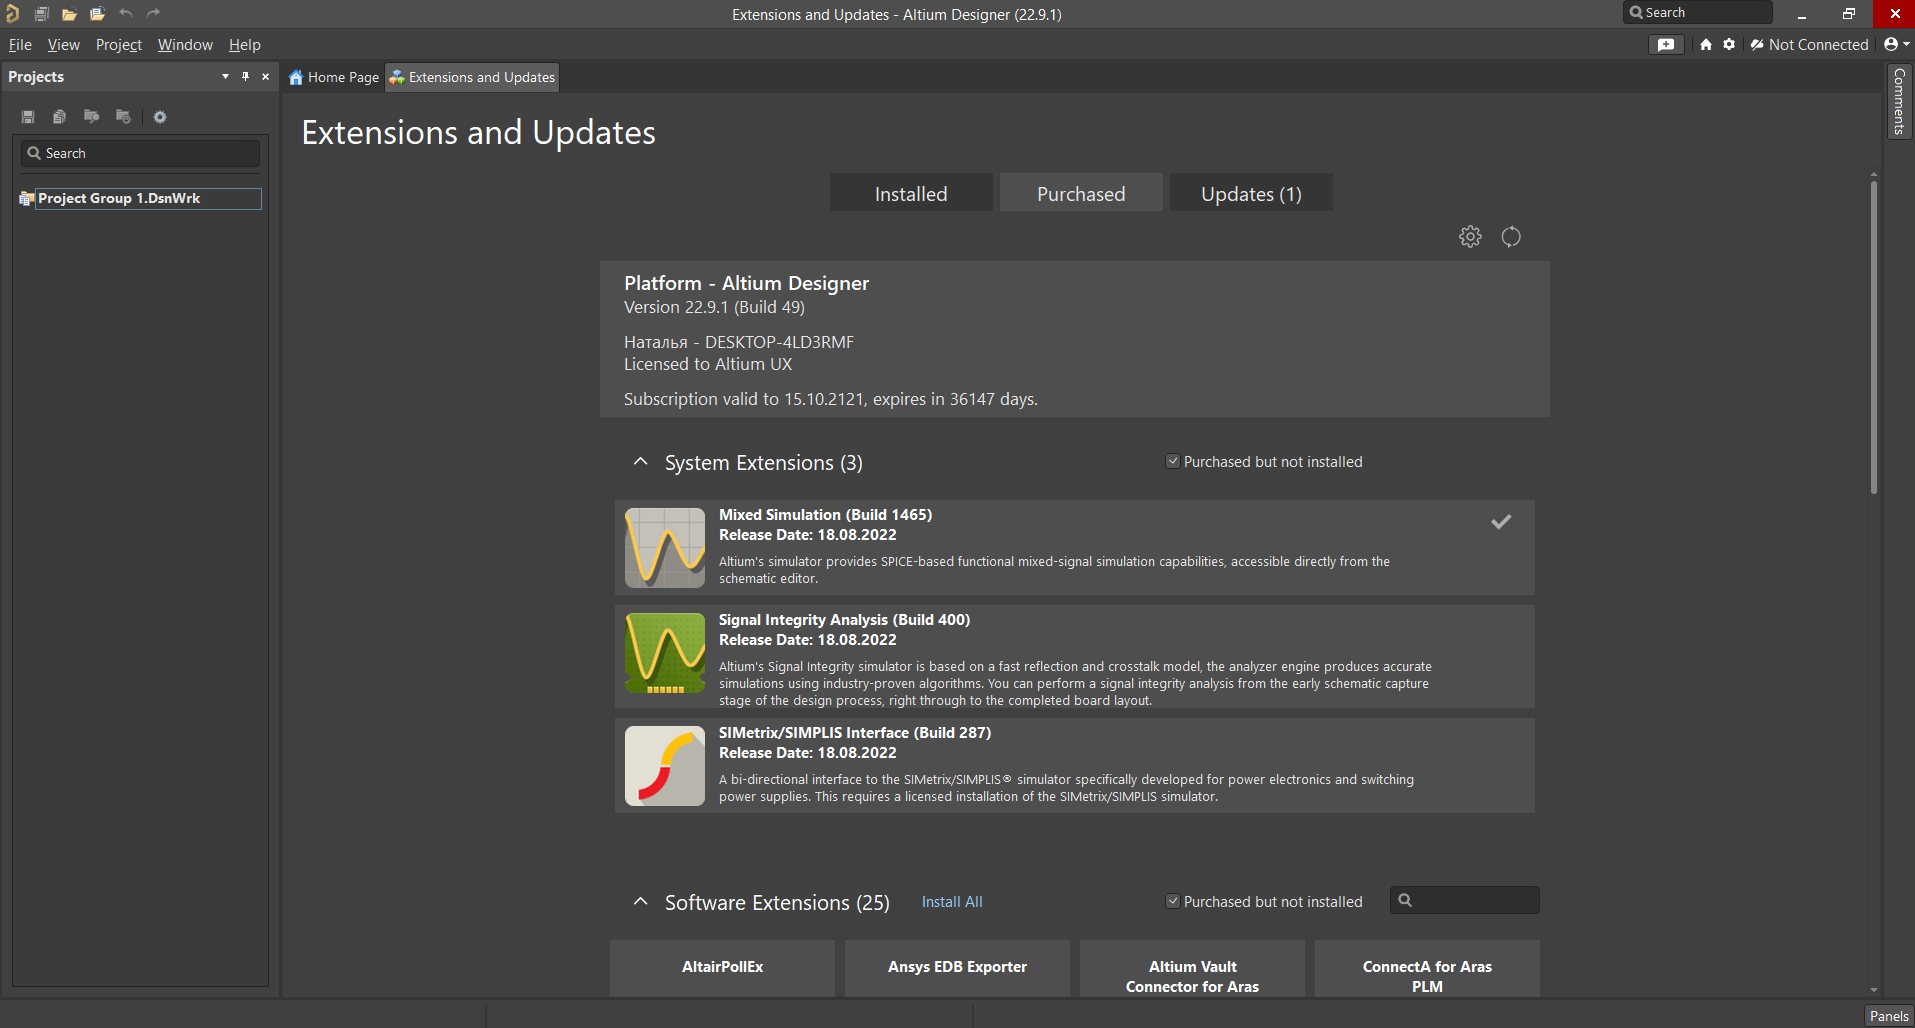 Extensions and Updates - Altium Designer (22.9.1)
Search
File View Project Window Help
Not Connected
Projects
Home Page
Extensions and Updates
Comments
Search
Project Group 1.DsnWrk
Extensions and Updates
Installed
Purchased
Updates (1)
Platform - Altium Designer
Version 22.9.1 (Build 49)
Наталья - DESKTOP-4LD3RMF
Licensed to Altium UX
Subscription valid to 15.10.2121, expires in 36147 days.
System Extensions (3)
Purchased but not installed
Mixed Simulation (Build 1465)
Release Date: 18.08.2022
Altium's simulator provides SPICE-based functional mixed-signal simulation capabilities, accessible directly from the
schematic editor.
Signal Integrity Analysis (Build 400)
Release Date: 18.08.2022
Altium's Signal Integrity simulator is based on a fast reflection and crosstalk model, the analyzer engine produces accurate
simulations using industry-proven algorithms. You can perform a signal integrity analysis from the early schematic capture
stage of the design process, right through to the completed board layout.
SIMetrix/SIMPLIS Interface (Build 287)
Release Date: 18.08.2022
A bi-directional interface to the SIMetrix/SIMPLIS® simulator specifically developed for power electronics and switching
power supplies. This requires a licensed installation of the SIMetrix/SIMPLIS simulator.
Software Extensions (25)
Install All
Purchased but not installed
AltairPollEx
Ansys EDB Exporter
Altium Vault
Connector for Aras
ConnectA for Aras
PLM
Panels